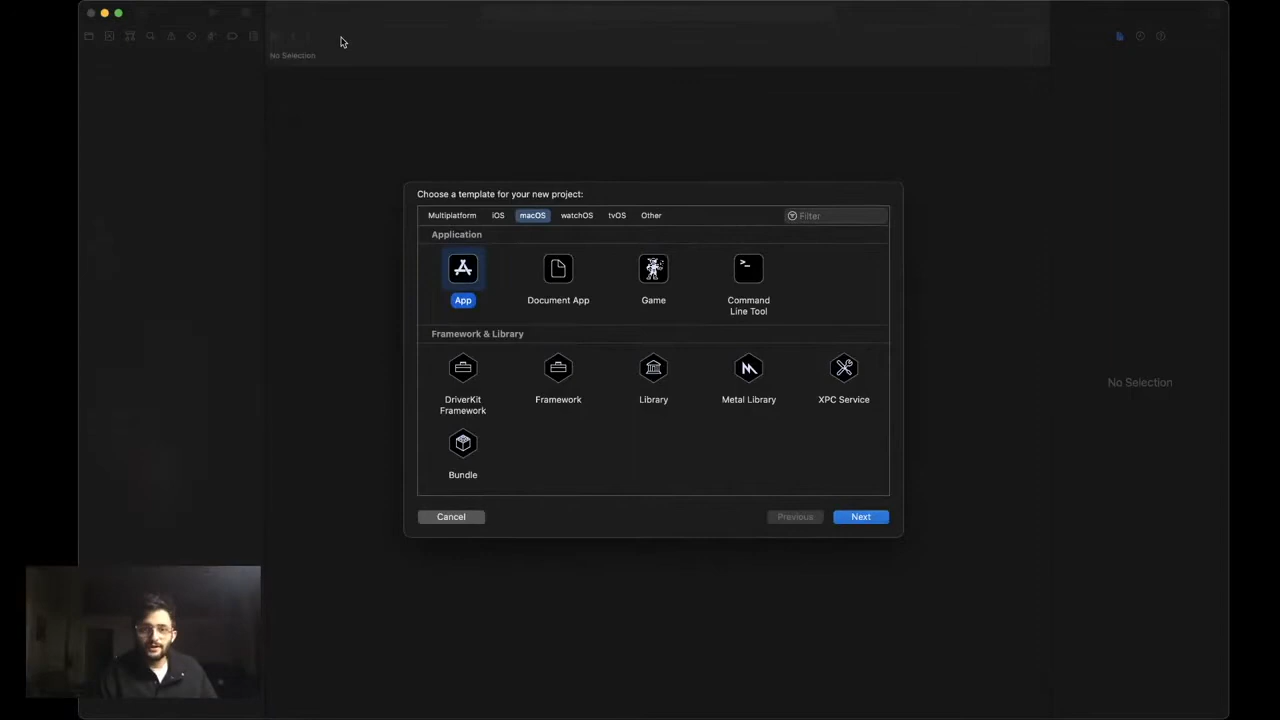 No Selection
Choose a template for your new project:
Multiplatform iOS macOS watchOS tvOS Other Filter
Application
App Document App Game Command Line Tool
Framework & Library
DriverKit Framework Framework Library Metal Library XPC Service
Bundle
No Selection
Cancel Previous Next